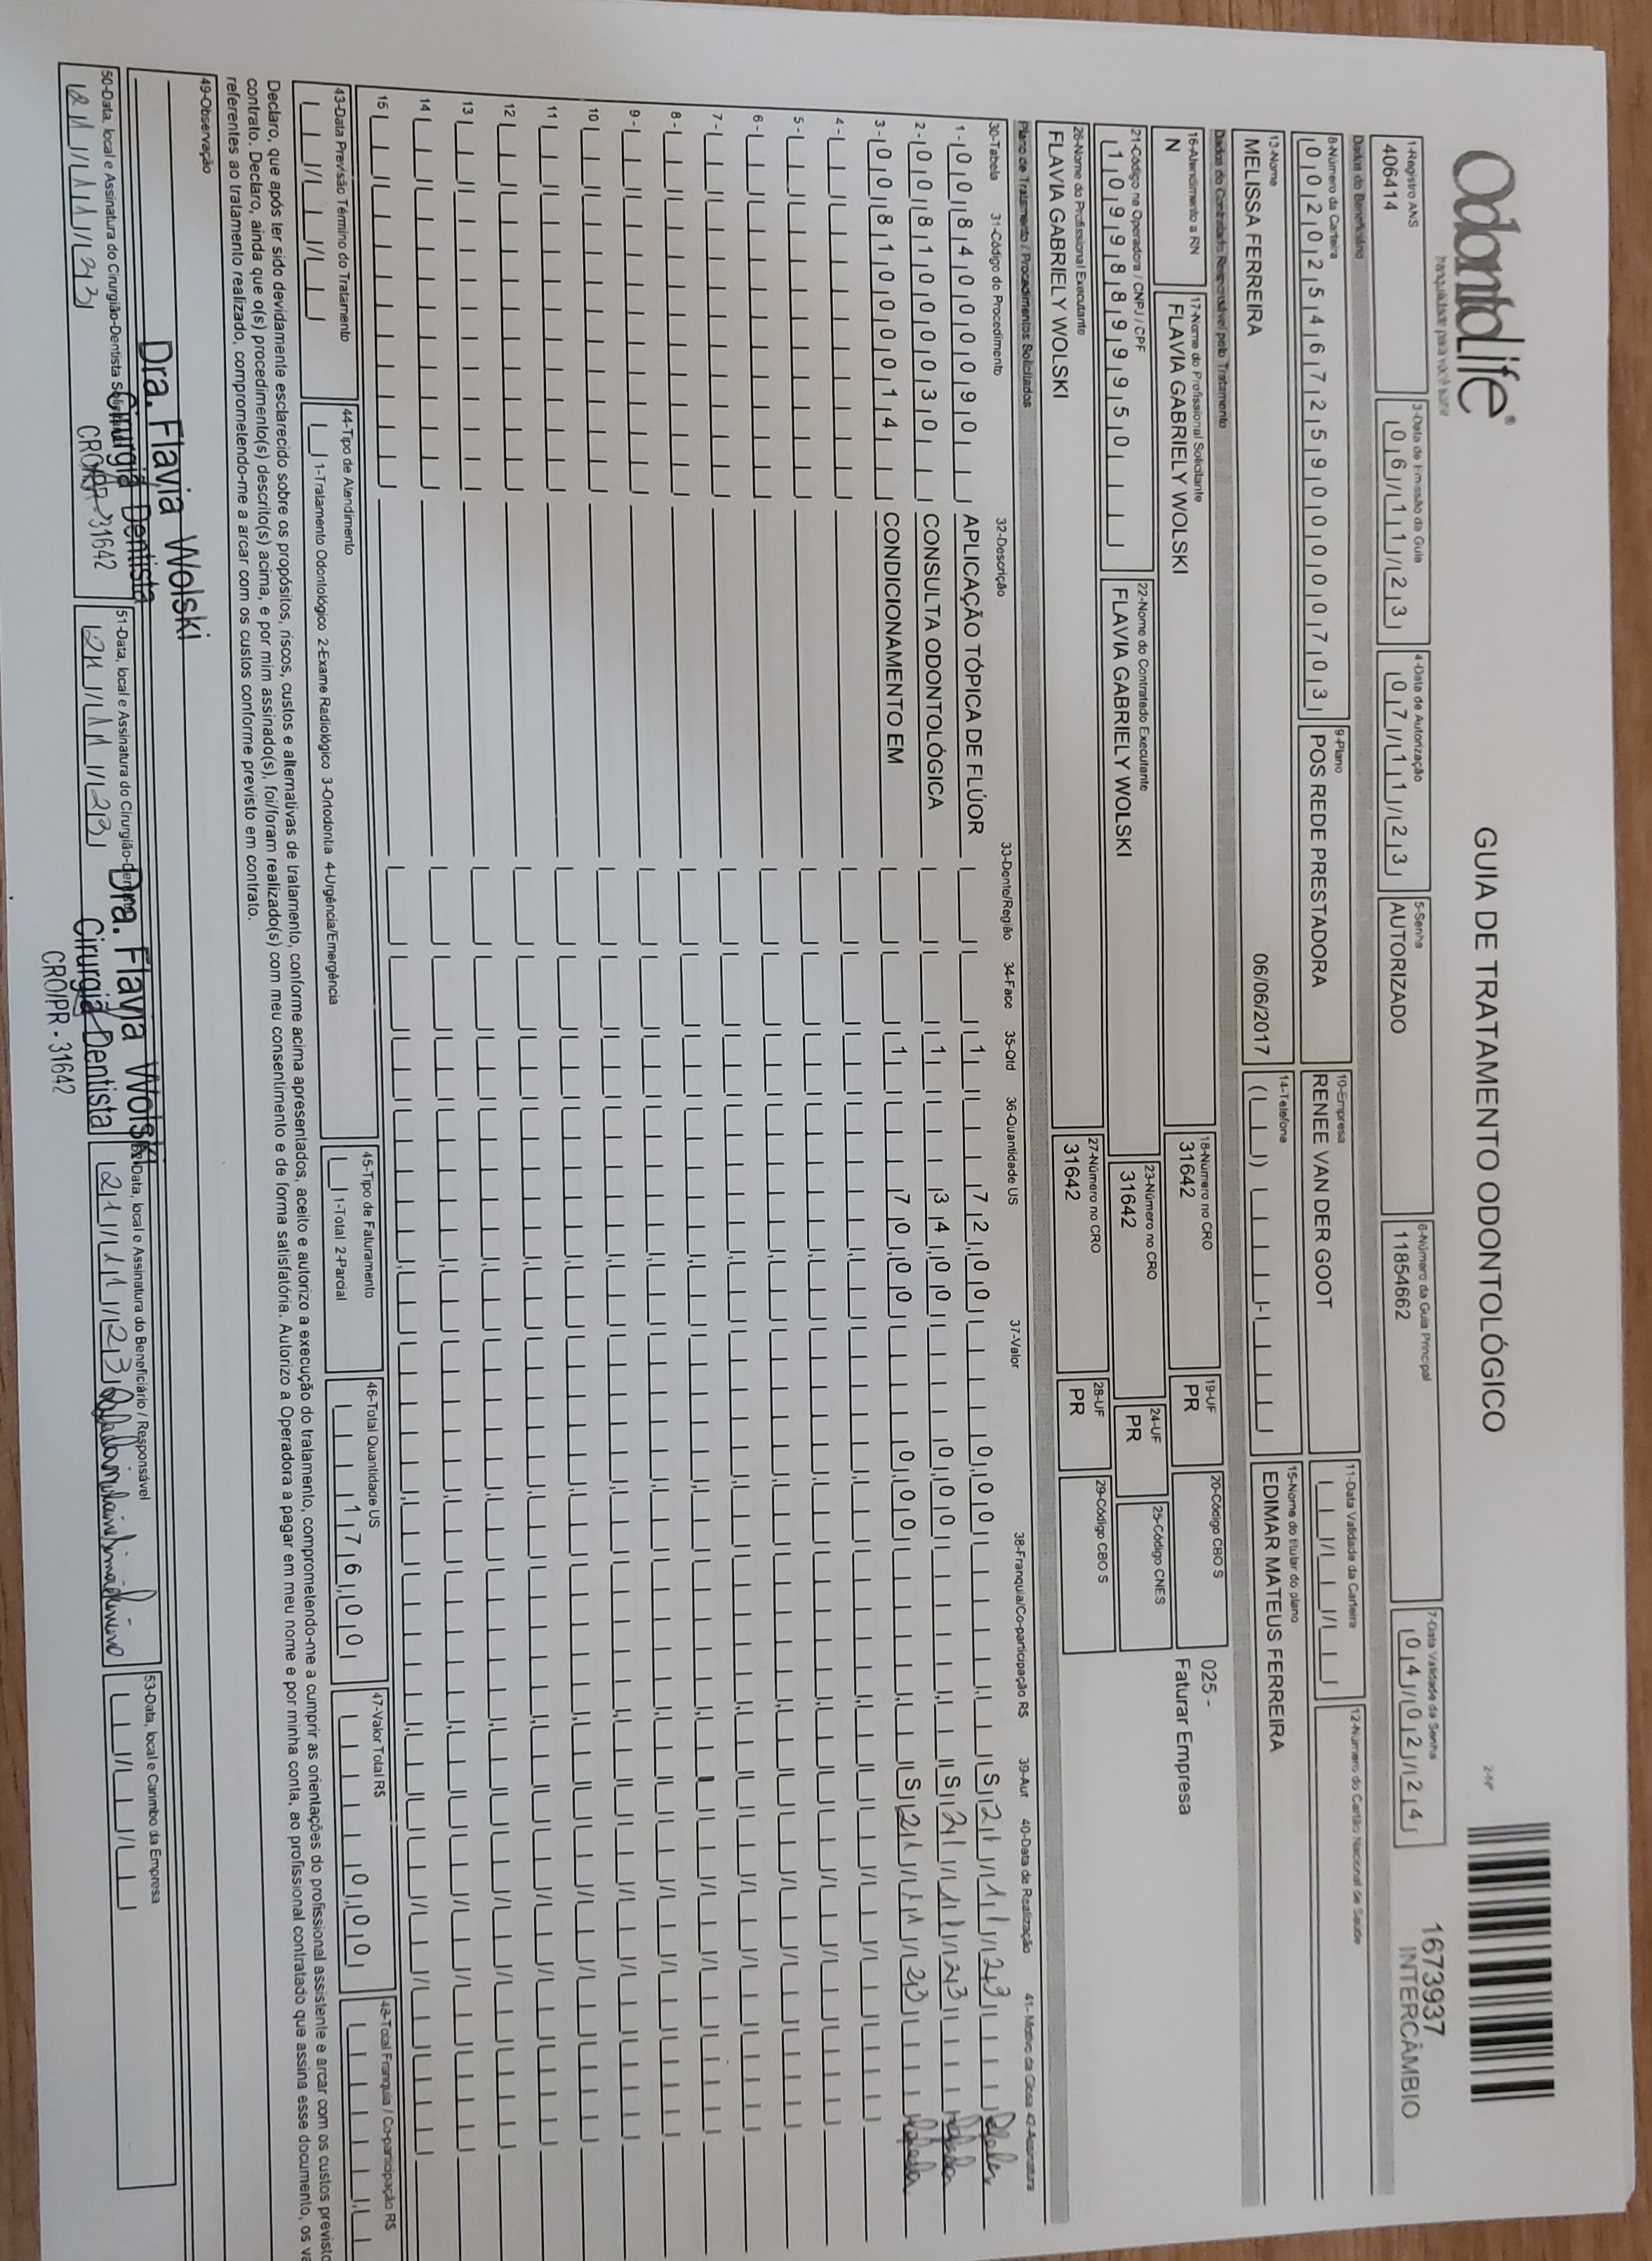 Odontolife®
tranquilidade para você sorrir
GUIA DE TRATAMENTO ODONTOLÓGICO
2-Nº
1673937
INTERCÂMBIO
1-Registro ANS
406414
3-Data de Emissão da Guia
06/11/23
4-Data de Autorização
07/11/23
5-Senha
AUTORIZADO
6-Número da Guia Principal
11854662
7-Data Validade da Senha
04/02/24
Dados do Beneficiário
8-Número da Carteira
00202546725900000703
9-Plano
POS REDE PRESTADORA
10-Empresa
RENEE VAN DER GOOT
11-Data Validade da Carteira
12-Número do Cartão Nacional de Saúde
13-Nome
MELISSA FERREIRA 06/06/2017
14-Telefone
15-Nome do titular do plano
EDIMAR MATEUS FERREIRA
Dados do Contratado Responsável pelo Tratamento
16-Atendimento a RN
N
17-Nome do Profissional Solicitante
FLAVIA GABRIELY WOLSKI
18-Número no CRO
31642
19-UF
PR
20-Código CBO S
025 -
Faturar Empresa
21-Código na Operadora / CNPJ / CPF
10998899950
22-Nome do Contratado Executante
FLAVIA GABRIELY WOLSKI
23-Número no CRO
31642
24-UF
PR
25-Código CNES
26-Nome do Profissional Executante
FLAVIA GABRIELY WOLSKI
27-Número no CRO
31642
28-UF
PR
29-Código CBO S
Plano de Tratamento / Procedimentos Solicitados
30-Tabela 31-Código do Procedimento 32-Descrição 33-Dente/Região 34-Face 35-Qtd 36-Quantidade US 37-Valor 38-Franquia/Co-participação R$ 39-Aut 40-Data de Realização 41- Motivo da Glosa 42-Assinatura
1 - 00 84000090 APLICAÇÃO TÓPICA DE FLÚOR 1 72,00 0,00 S 21/11/23
2 - 00 81000030 CONSULTA ODONTOLÓGICA 1 34,00 0,00 S 21/11/23
3 - 00 81000014 CONDICIONAMENTO EM 1 70,00 0,00 S 21/11/23
4 -
5 -
6 -
7 -
8 -
9 -
10
11
12
13
14
15
43-Data Previsão Término do Tratamento
44-Tipo de Atendimento
1-Tratamento Odontológico 2-Exame Radiológico 3-Ortodontia 4-Urgência/Emergência
45-Tipo de Faturamento
1-Total 2-Parcial
46-Total Quantidade US
176,00
47-Valor Total R$
0,00
48-Total Franquia / Co-participação R$
Declaro, que após ter sido devidamente esclarecido sobre os propósitos, riscos, custos e alternativas de tratamento, conforme acima apresentados, aceito e autorizo a execução do tratamento, comprometendo-me a cumprir as orientações do profissional assistente e arcar com os custos previsto
contrato. Declaro, ainda que o(s) procedimento(s) descrito(s) acima, e por mim assinado(s), foi/foram realizado(s) com meu consentimento e de forma satisfatória. Autorizo a Operadora a pagar em meu nome e por minha conta, ao profissional contratado que assina esse documento, os va
referentes ao tratamento realizado, comprometendo-me a arcar com os custos conforme previsto em contrato.
49-Observação
50-Data, local e Assinatura do Cirurgião-Dentista Solicitante
21/11/23
Dra. Flavia Wolski
Cirurgiã Dentista
CRO/PR-31642
51-Data, local e Assinatura do Cirurgião-dentista
21/11/23
Dra. Flavia Wolski
Cirurgiã Dentista
CRO/PR - 31642
52-Data, local e Assinatura do Beneficiário / Responsável
21/11/23
53-Data, local e Carimbo da Empresa